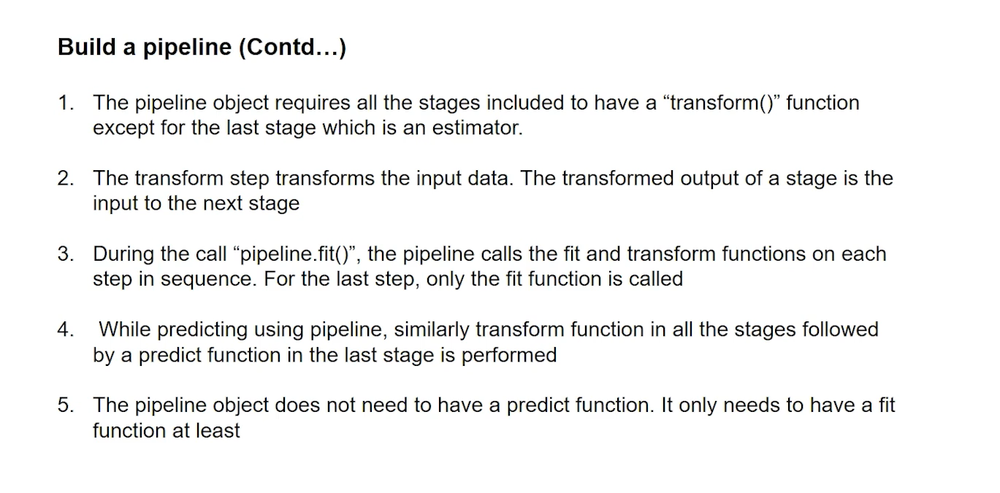 Build a pipeline (Contd...)
1. The pipeline object requires all the stages included to have a “transform()” function
except for the last stage which is an estimator.
2. The transform step transforms the input data. The transformed output of a stage is the
input to the next stage
3. During the call “pipeline.fit()”, the pipeline calls the fit and transform functions on each
step in sequence. For the last step, only the fit function is called
4. While predicting using pipeline, similarly transform function in all the stages followed
by a predict function in the last stage is performed
5. The pipeline object does not need to have a predict function. It only needs to have a fit
function at least